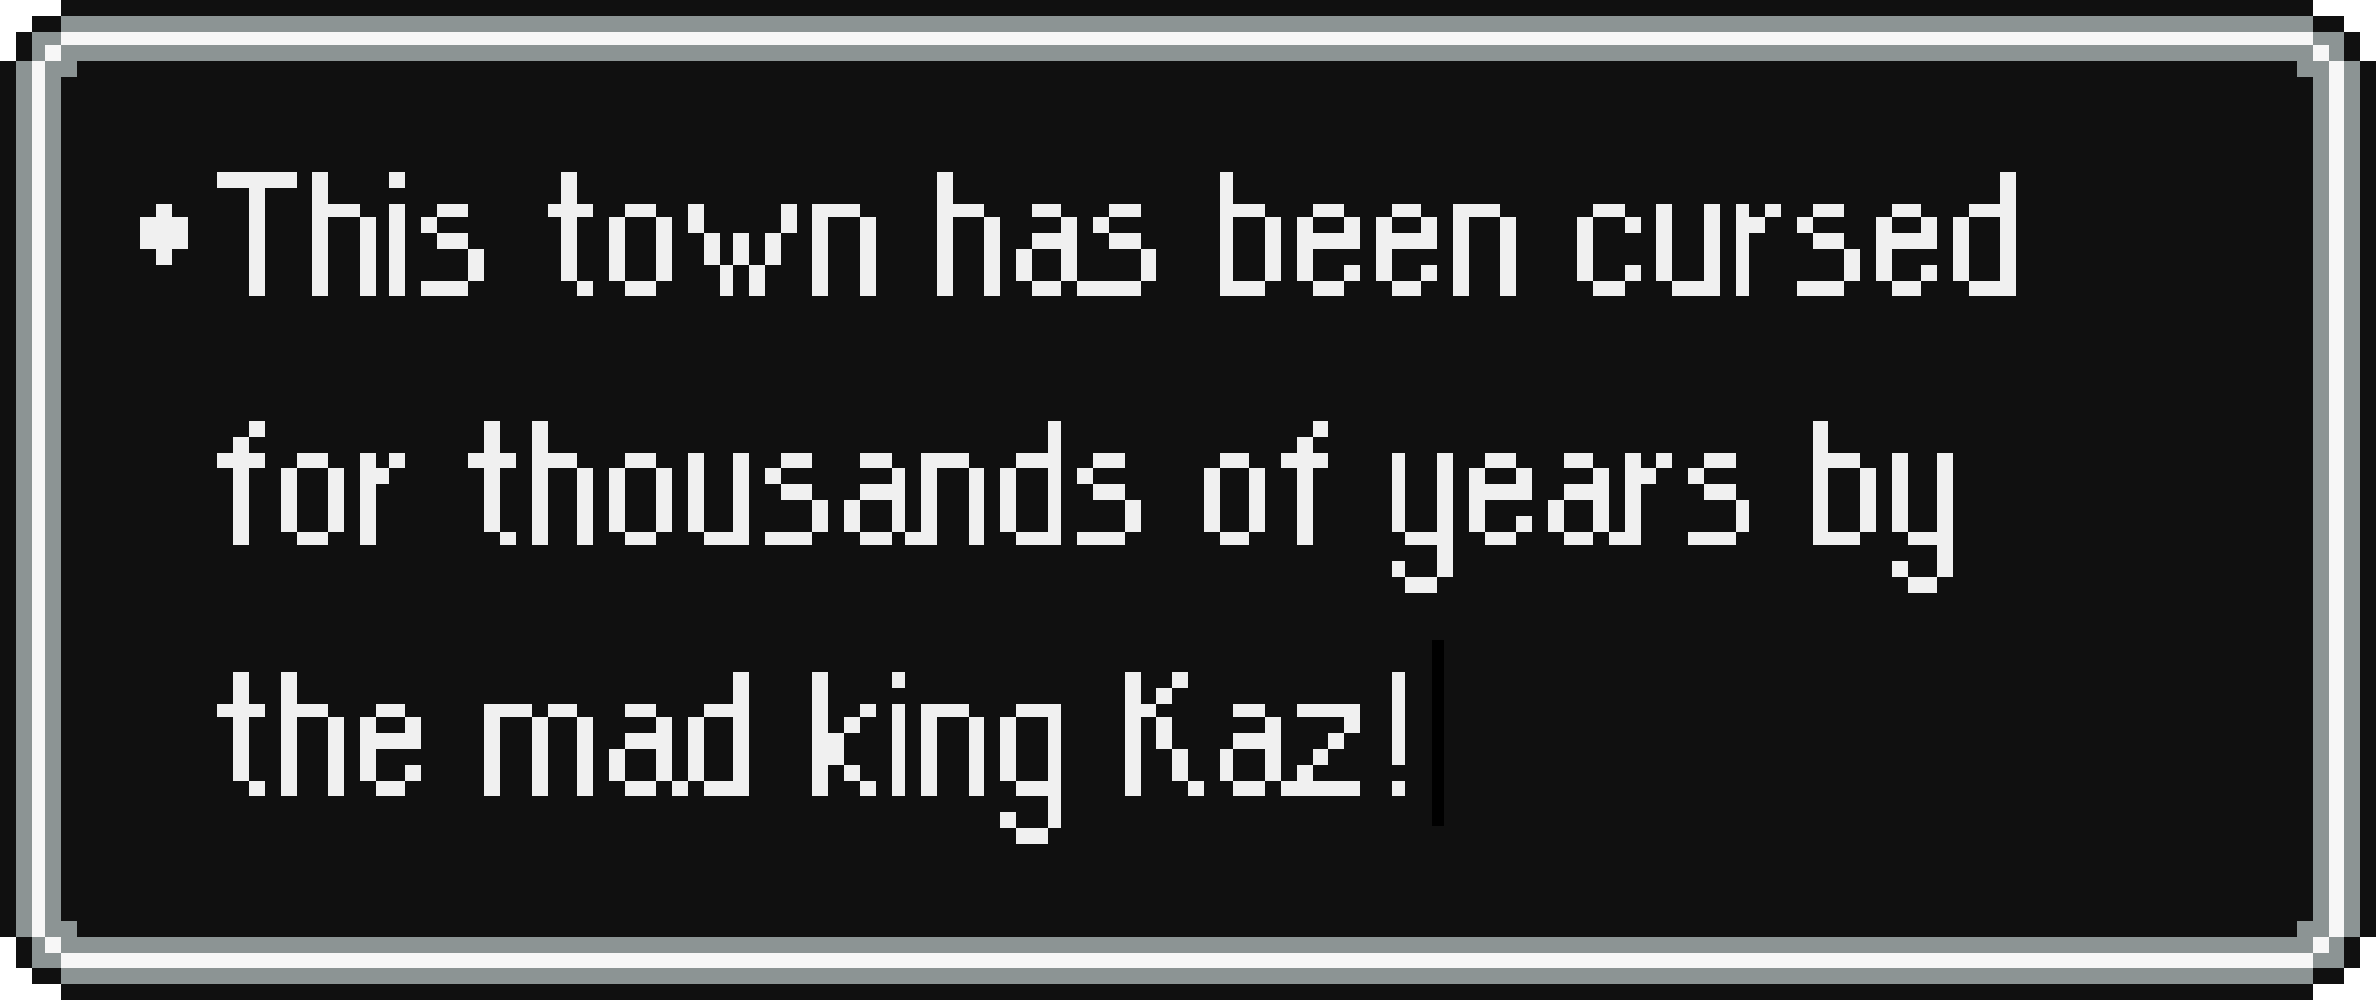 •This town has been cursed
for thousands of years by
the mad king Kaz!